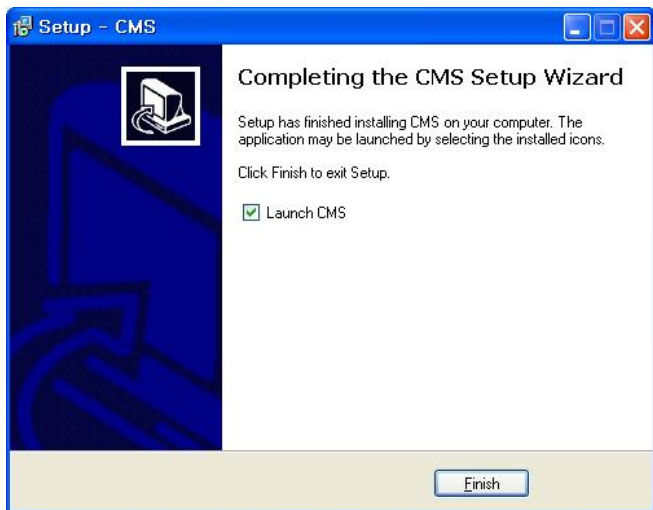 Setup - CMS
Completing the CMS Setup Wizard
Setup has finished installing CMS on your computer. The
application may be launched by selecting the installed icons.
Click Finish to exit Setup.
Launch CMS
Finish